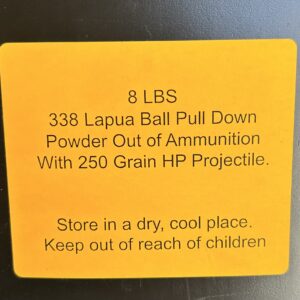 8 LBS
338 Lapua Ball Pull Down
Powder Out of Ammunition
With 250 Grain HP Projectile.
Store in a dry, cool place.
Keep out of reach of children